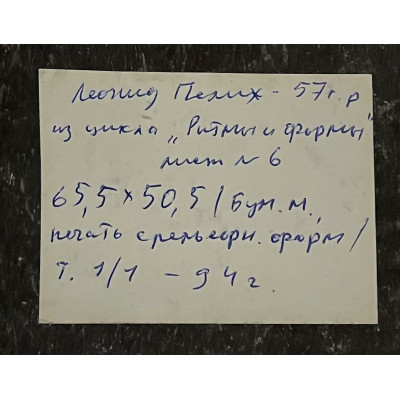 Леонид Пелих - 57 г. р
из цикла „Ритмы и формы"
лист N 6
65,5 × 50,5 / Бум. м.,
печать с рельефн. форм /
Т. 1/1 - 94 г.